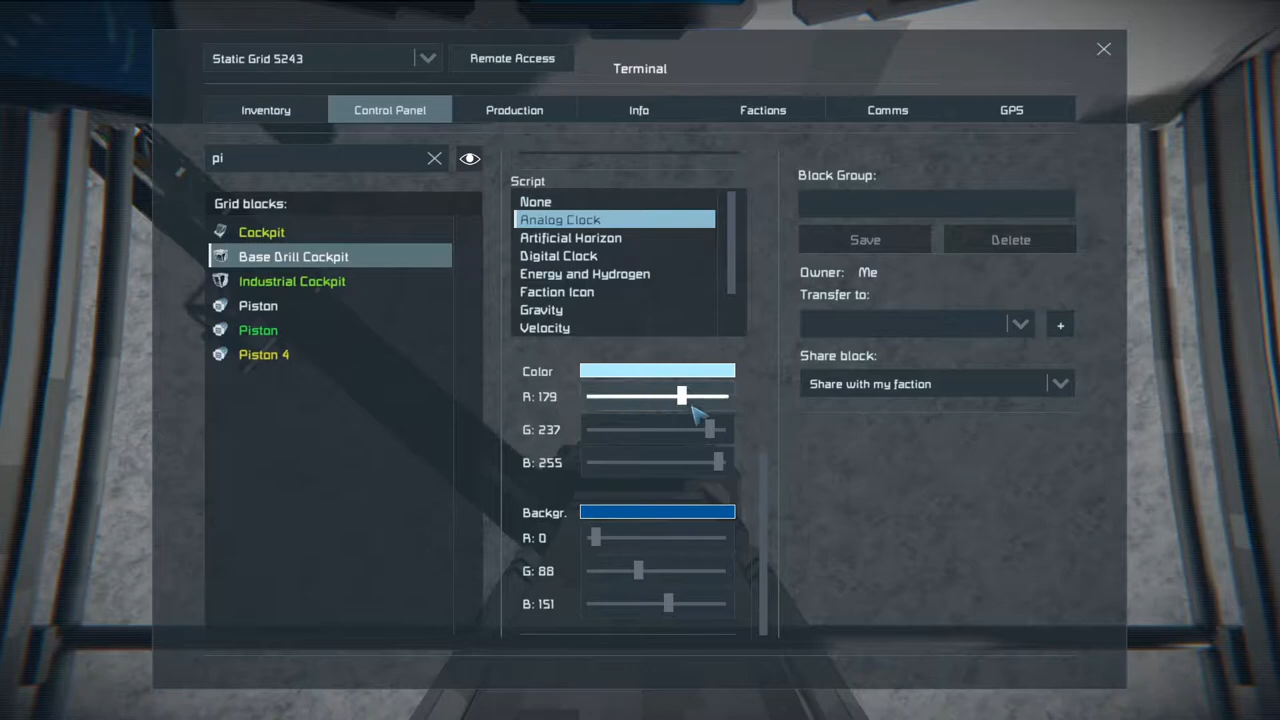 Static Grid 5243
Remote Access
Terminal
Inventory
Control Panel
Production
Info
Factions
Comms
GPS
pi
Grid blocks:
Cockpit
Base Drill Cockpit
Industrial Cockpit
Piston
Piston
Piston 4
Script
None
Analog Clock
Artificial Horizon
Digital Clock
Energy and Hydrogen
Faction Icon
Gravity
Velocity
Color
R: 179
G: 237
B: 255
Backgr.
R: 0
G: 88
B: 151
Block Group:
Save
Delete
Owner: Me
Transfer to:
+
Share block:
Share with my faction